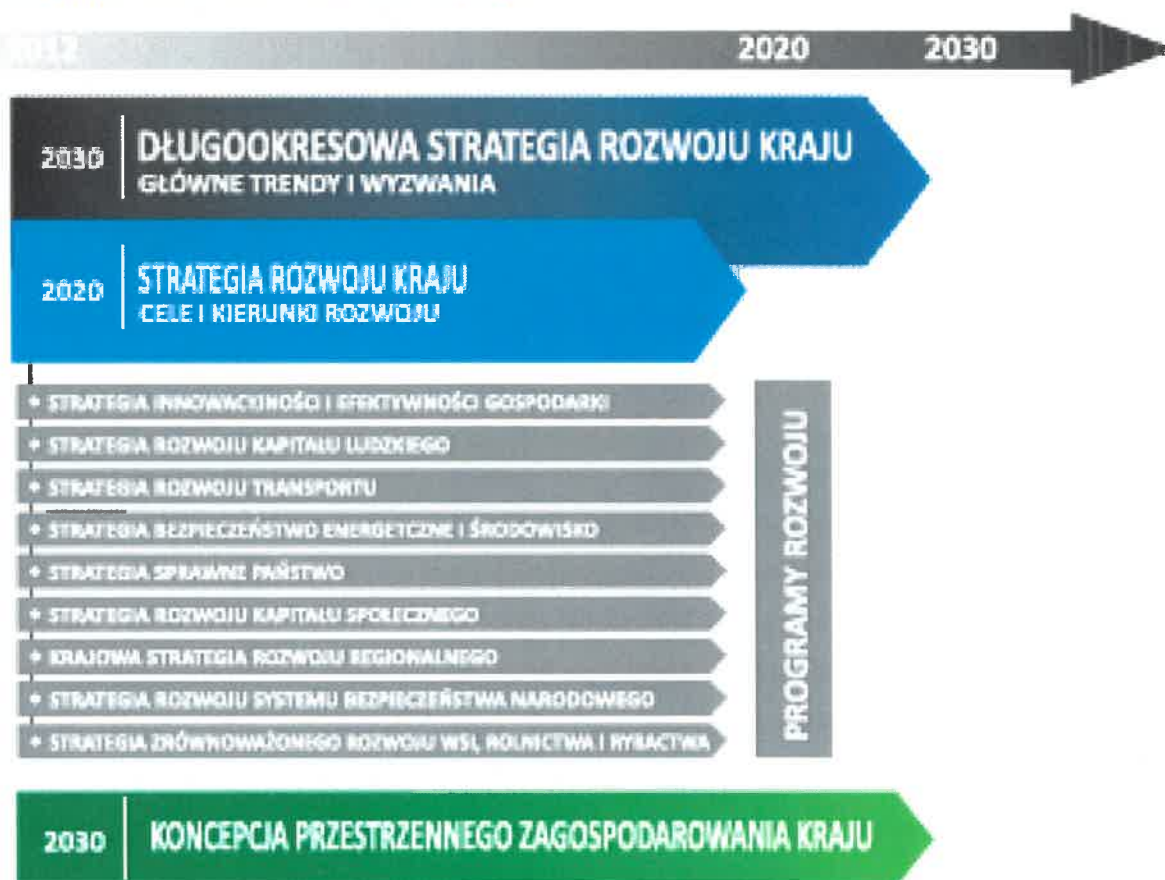 2012 2020 2030
2030 DŁUGOOKRESOWA STRATEGIA ROZWOJU KRAJU
GŁÓWNE TRENDY I WYZWANIA
2020 STRATEGIA ROZWOJU KRAJU
CELE I KIERUNKI ROZWOJU
• STRATEGIA INNOWACYJNOŚCI I EFEKTYWNOŚCI GOSPODARKI
• STRATEGIA ROZWOJU KAPITAŁU LUDZKIEGO
• STRATEGIA ROZWOJU TRANSPORTU
• STRATEGIA BEZPIECZEŃSTWO ENERGETCZNE I ŚRODOWISKO
• STRATEGIA SPRAWNE PAŃSTWO
• STRATEGIA ROZWOJU KAPITAŁU SPOŁECZNEGO
• KRAJOWA STRATEGIA ROZWOJU REGIONALNEGO
• STRATEGIA ROZWOJU SYSTEMU BEZPIECZEŃSTWA NARODOWEGO
• STRATEGIA ZRÓWNOWAŻONEGO ROZWOJU WSI, ROLNICTWA I RYBACTWA
PROGRAMY ROZWOJU
2030 KONCEPCJA PRZESTRZENNEGO ZAGOSPODAROWANIA KRAJU